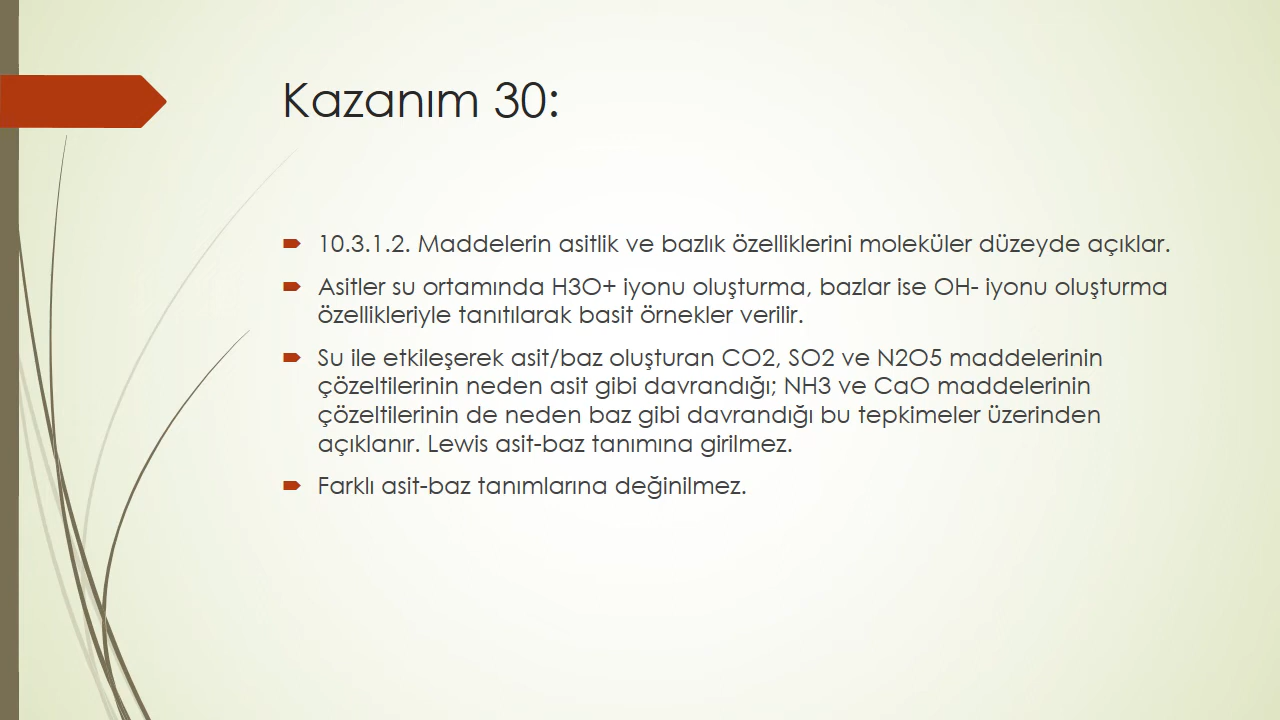 Kazanım 30:
10.3.1.2. Maddelerin asitlik ve bazlık özelliklerini moleküler düzeyde açıklar.
Asitler su ortamında H3O+ iyonu oluşturma, bazlar ise OH- iyonu oluşturma
özellikleriyle tanıtılarak basit örnekler verilir.
Su ile etkileşerek asit/baz oluşturan CO2, SO2 ve N2O5 maddelerinin
çözeltilerinin neden asit gibi davrandığı; NH3 ve CaO maddelerinin
çözeltilerinin de neden baz gibi davrandığı bu tepkimeler üzerinden
açıklanır. Lewis asit-baz tanımına girilmez.
Farklı asit-baz tanımlarına değinilmez.